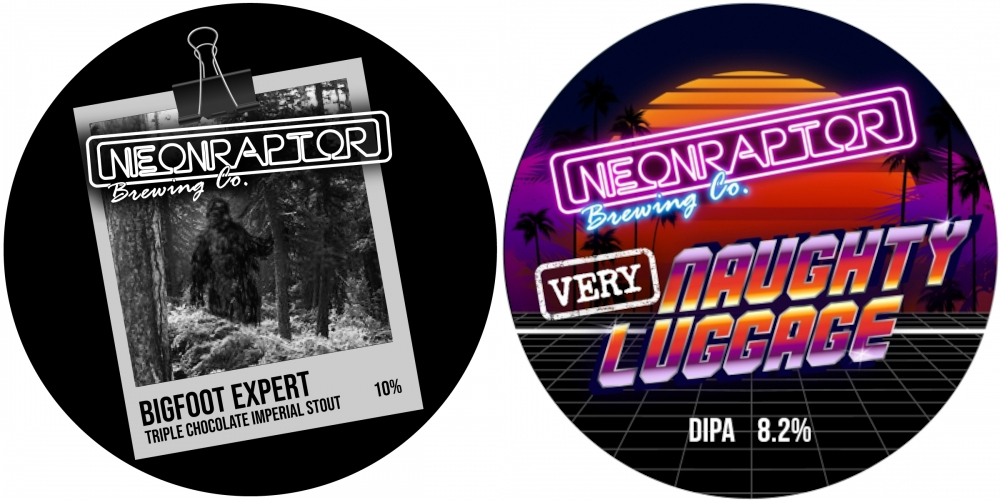 NEONRAPTOR
Brewing Co.
BIGFOOT EXPERT
TRIPLE CHOCOLATE IMPERIAL STOUT
10%
NEONRAPTOR
Brewing Co.
VERY
NAUGHTY
LUGGAGE
DIPA 8.2%